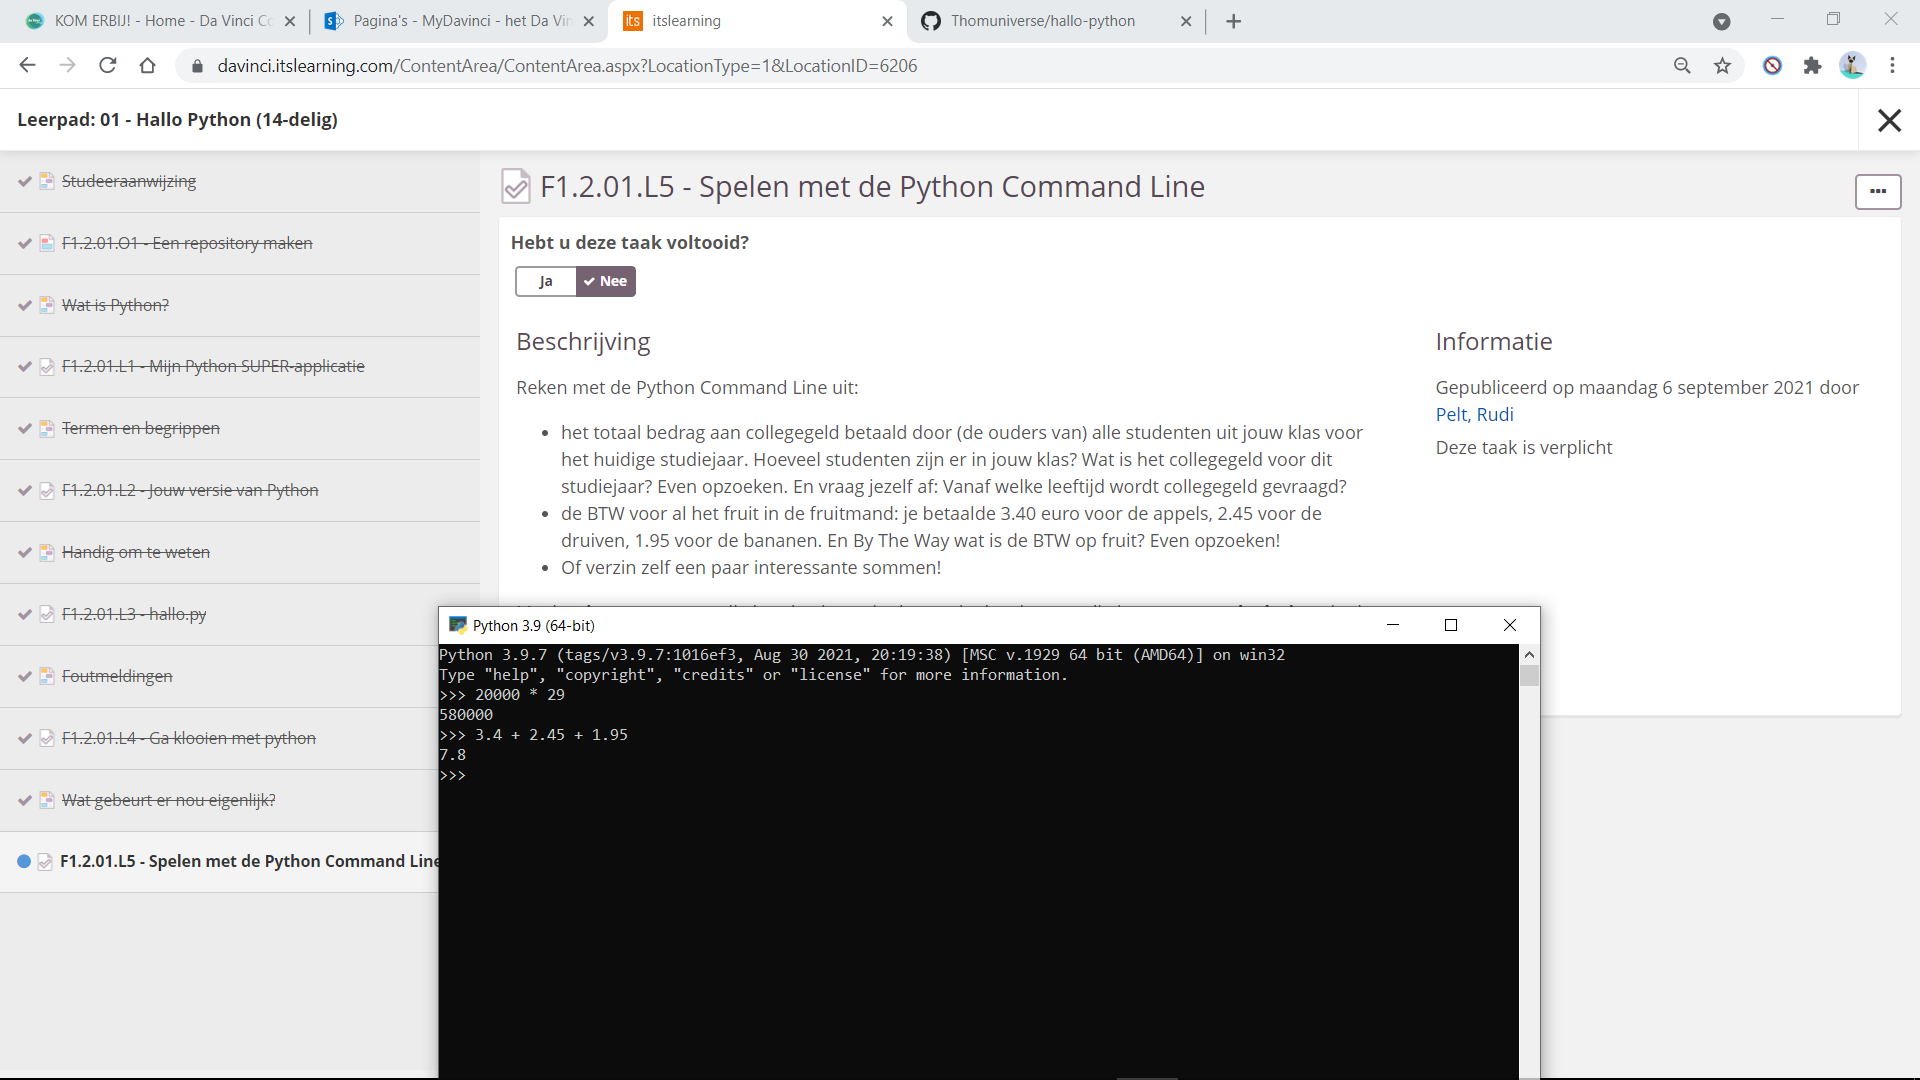 KOM ERBIJ! - Home - Da Vinci Co
Pagina's - MyDavinci - het Da Vin
its itslearning
Thomuniverse/hallo-python
davinci.itslearning.com/ContentArea/ContentArea.aspx?LocationType=1&LocationID=6206
Leerpad: 01 - Hallo Python (14-delig)
Studeeraanwijzing
F1.2.01.O1 - Een repository maken
Wat is Python?
F1.2.01.L1 - Mijn Python SUPER-applicatie
Termen en begrippen
F1.2.01.L2 - Jouw versie van Python
Handig om te weten
F1.2.01.L3 - hallo.py
Foutmeldingen
F1.2.01.L4 - Ga klooien met python
Wat gebeurt er nou eigenlijk?
F1.2.01.L5 - Spelen met de Python Command Line
F1.2.01.L5 - Spelen met de Python Command Line
Hebt u deze taak voltooid?
Ja
Nee
Beschrijving
Reken met de Python Command Line uit:
• het totaal bedrag aan collegegeld betaald door (de ouders van) alle studenten uit jouw klas voor
het huidige studiejaar. Hoeveel studenten zijn er in jouw klas? Wat is het collegegeld voor dit
studiejaar? Even opzoeken. En vraag jezelf af: Vanaf welke leeftijd wordt collegegeld gevraagd?
• de BTW voor al het fruit in de fruitmand: je betaalde 3.40 euro voor de appels, 2.45 voor de
druiven, 1.95 voor de bananen. En By The Way wat is de BTW op fruit? Even opzoeken!
• Of verzin zelf een paar interessante sommen!
Informatie
Gepubliceerd op maandag 6 september 2021 door
Pelt, Rudi
Deze taak is verplicht
Python 3.9 (64-bit)
Python 3.9.7 (tags/v3.9.7:1016ef3, Aug 30 2021, 20:19:38) [MSC v.1929 64 bit (AMD64)] on win32
Type "help", "copyright", "credits" or "license" for more information.
>>> 20000 * 29
580000
>>> 3.4 + 2.45 + 1.95
7.8
>>>